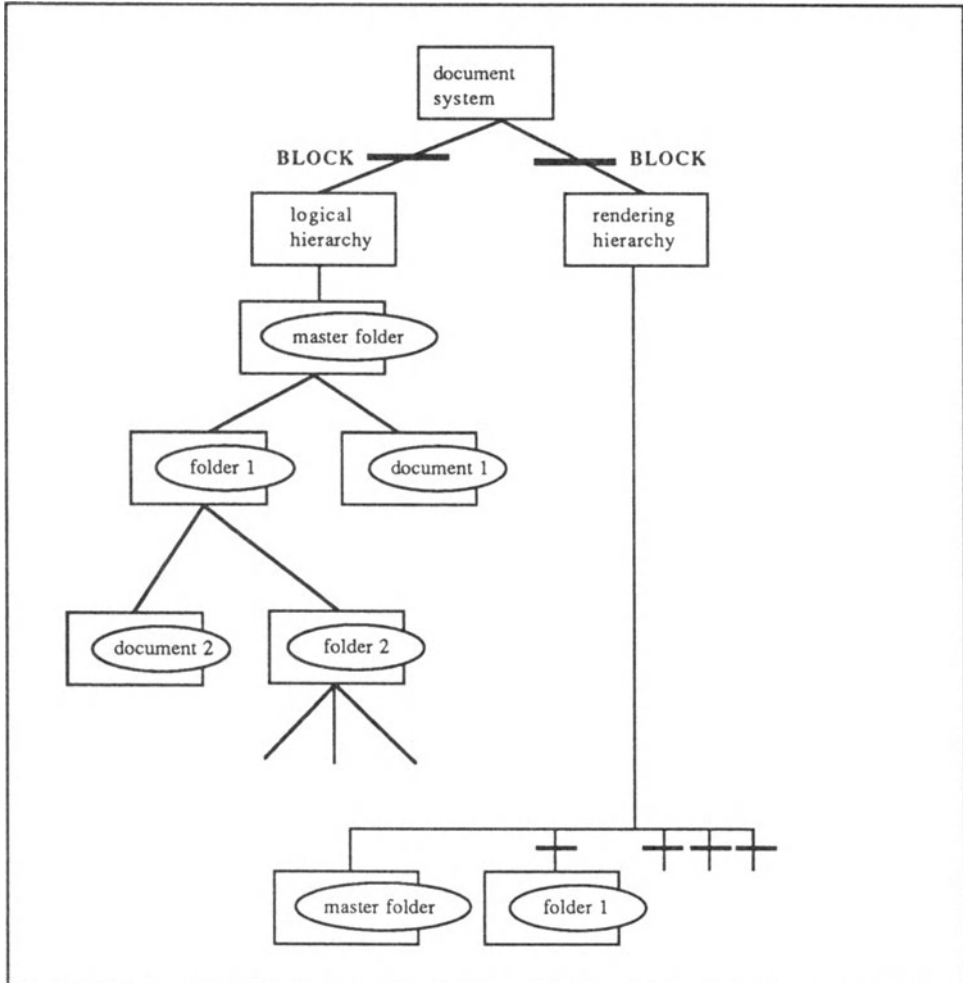 document
system
BLOCK
BLOCK
logical
hierarchy
rendering
hierarchy
master folder
folder 1
document 1
document 2
folder 2
master folder
folder 1